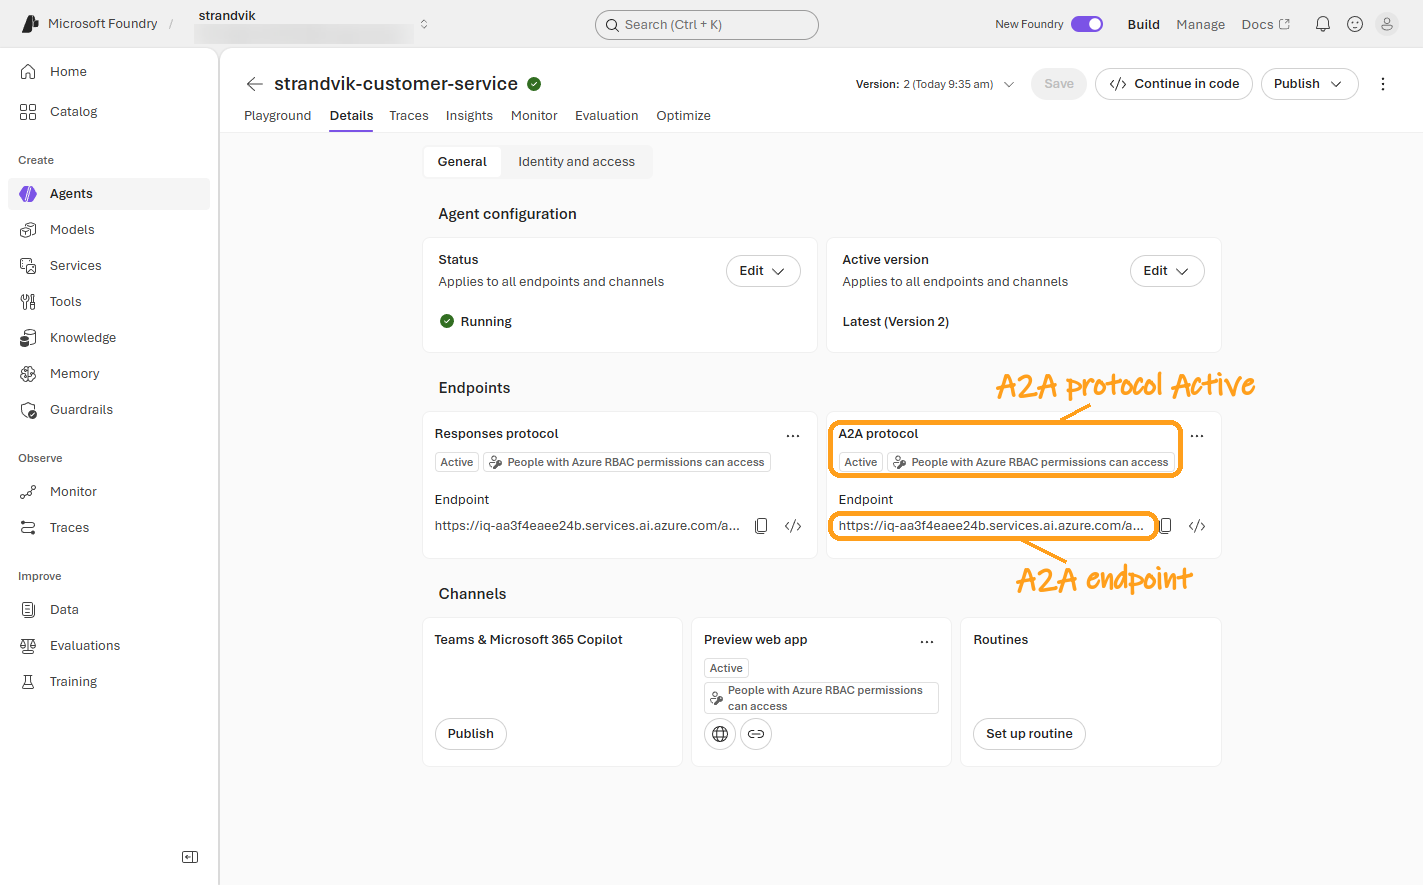 Microsoft Foundry / strandvik
Search (Ctrl + K)
New Foundry Build Manage Docs
Home
Catalog
Create
Agents
Models
Services
Tools
Knowledge
Memory
Guardrails
Observe
Monitor
Traces
Improve
Data
Evaluations
Training
strandvik-customer-service
Version: 2 (Today 9:35 am) Save Continue in code Publish
Playground Details Traces Insights Monitor Evaluation Optimize
General Identity and access
Agent configuration
Status
Applies to all endpoints and channels
Edit
Running
Active version
Applies to all endpoints and channels
Edit
Latest (Version 2)
Endpoints
A2A protocol Active
Responses protocol
Active People with Azure RBAC permissions can access
Endpoint
https://iq-aa3f4eaee24b.services.ai.azure.com/a...
A2A protocol
Active People with Azure RBAC permissions can access
Endpoint
https://iq-aa3f4eaee24b.services.ai.azure.com/a...
A2A endpoint
Channels
Teams & Microsoft 365 Copilot
Publish
Preview web app
Active
People with Azure RBAC permissions
can access
Routines
Set up routine